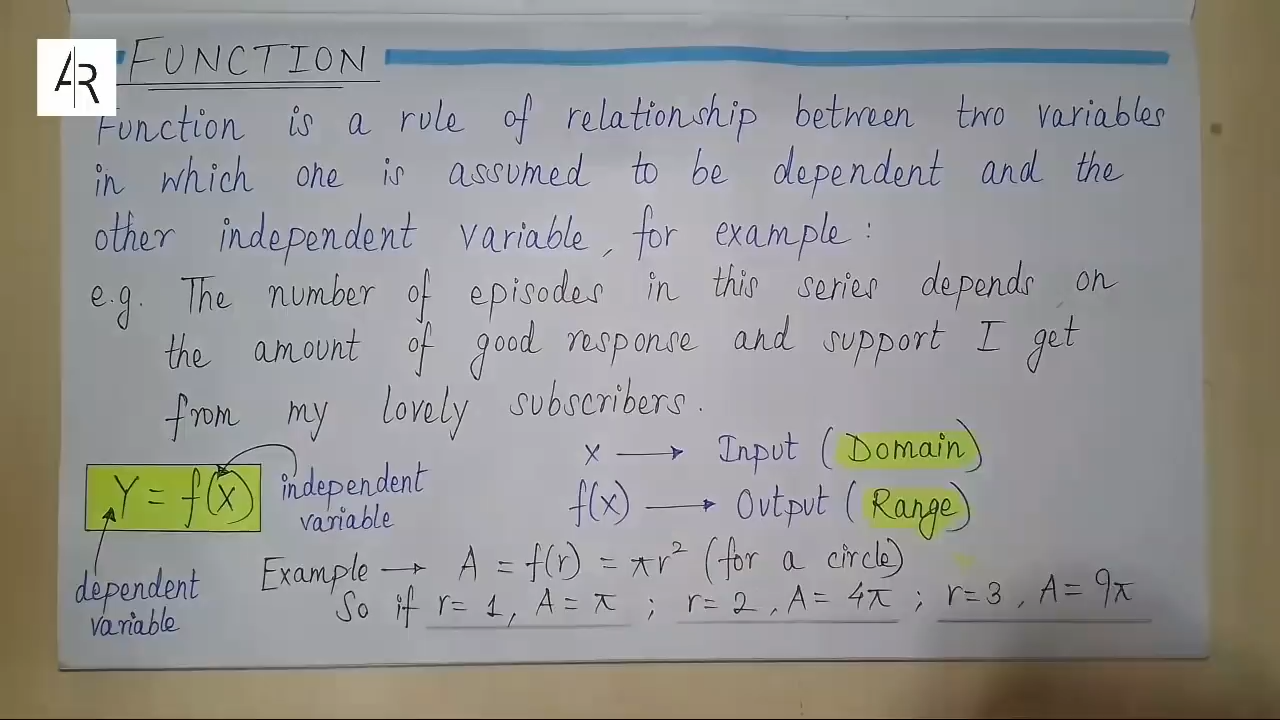 AR
FUNCTION
Function is a rule of relationship between two variables
in which one is assumed to be dependent and the
other independent variable, for example:
e.g. The number of episodes in this series depends on
the amount of good response and support I get
from my lovely subscribers.
x → Input (Domain)
Y = f(x) independent
variable
f(x) → Output (Range)
dependent
variable
Example → A = f(r) = πr² (for a circle)
So if r=1, A=π ; r=2, A=4π ; r=3, A=9π